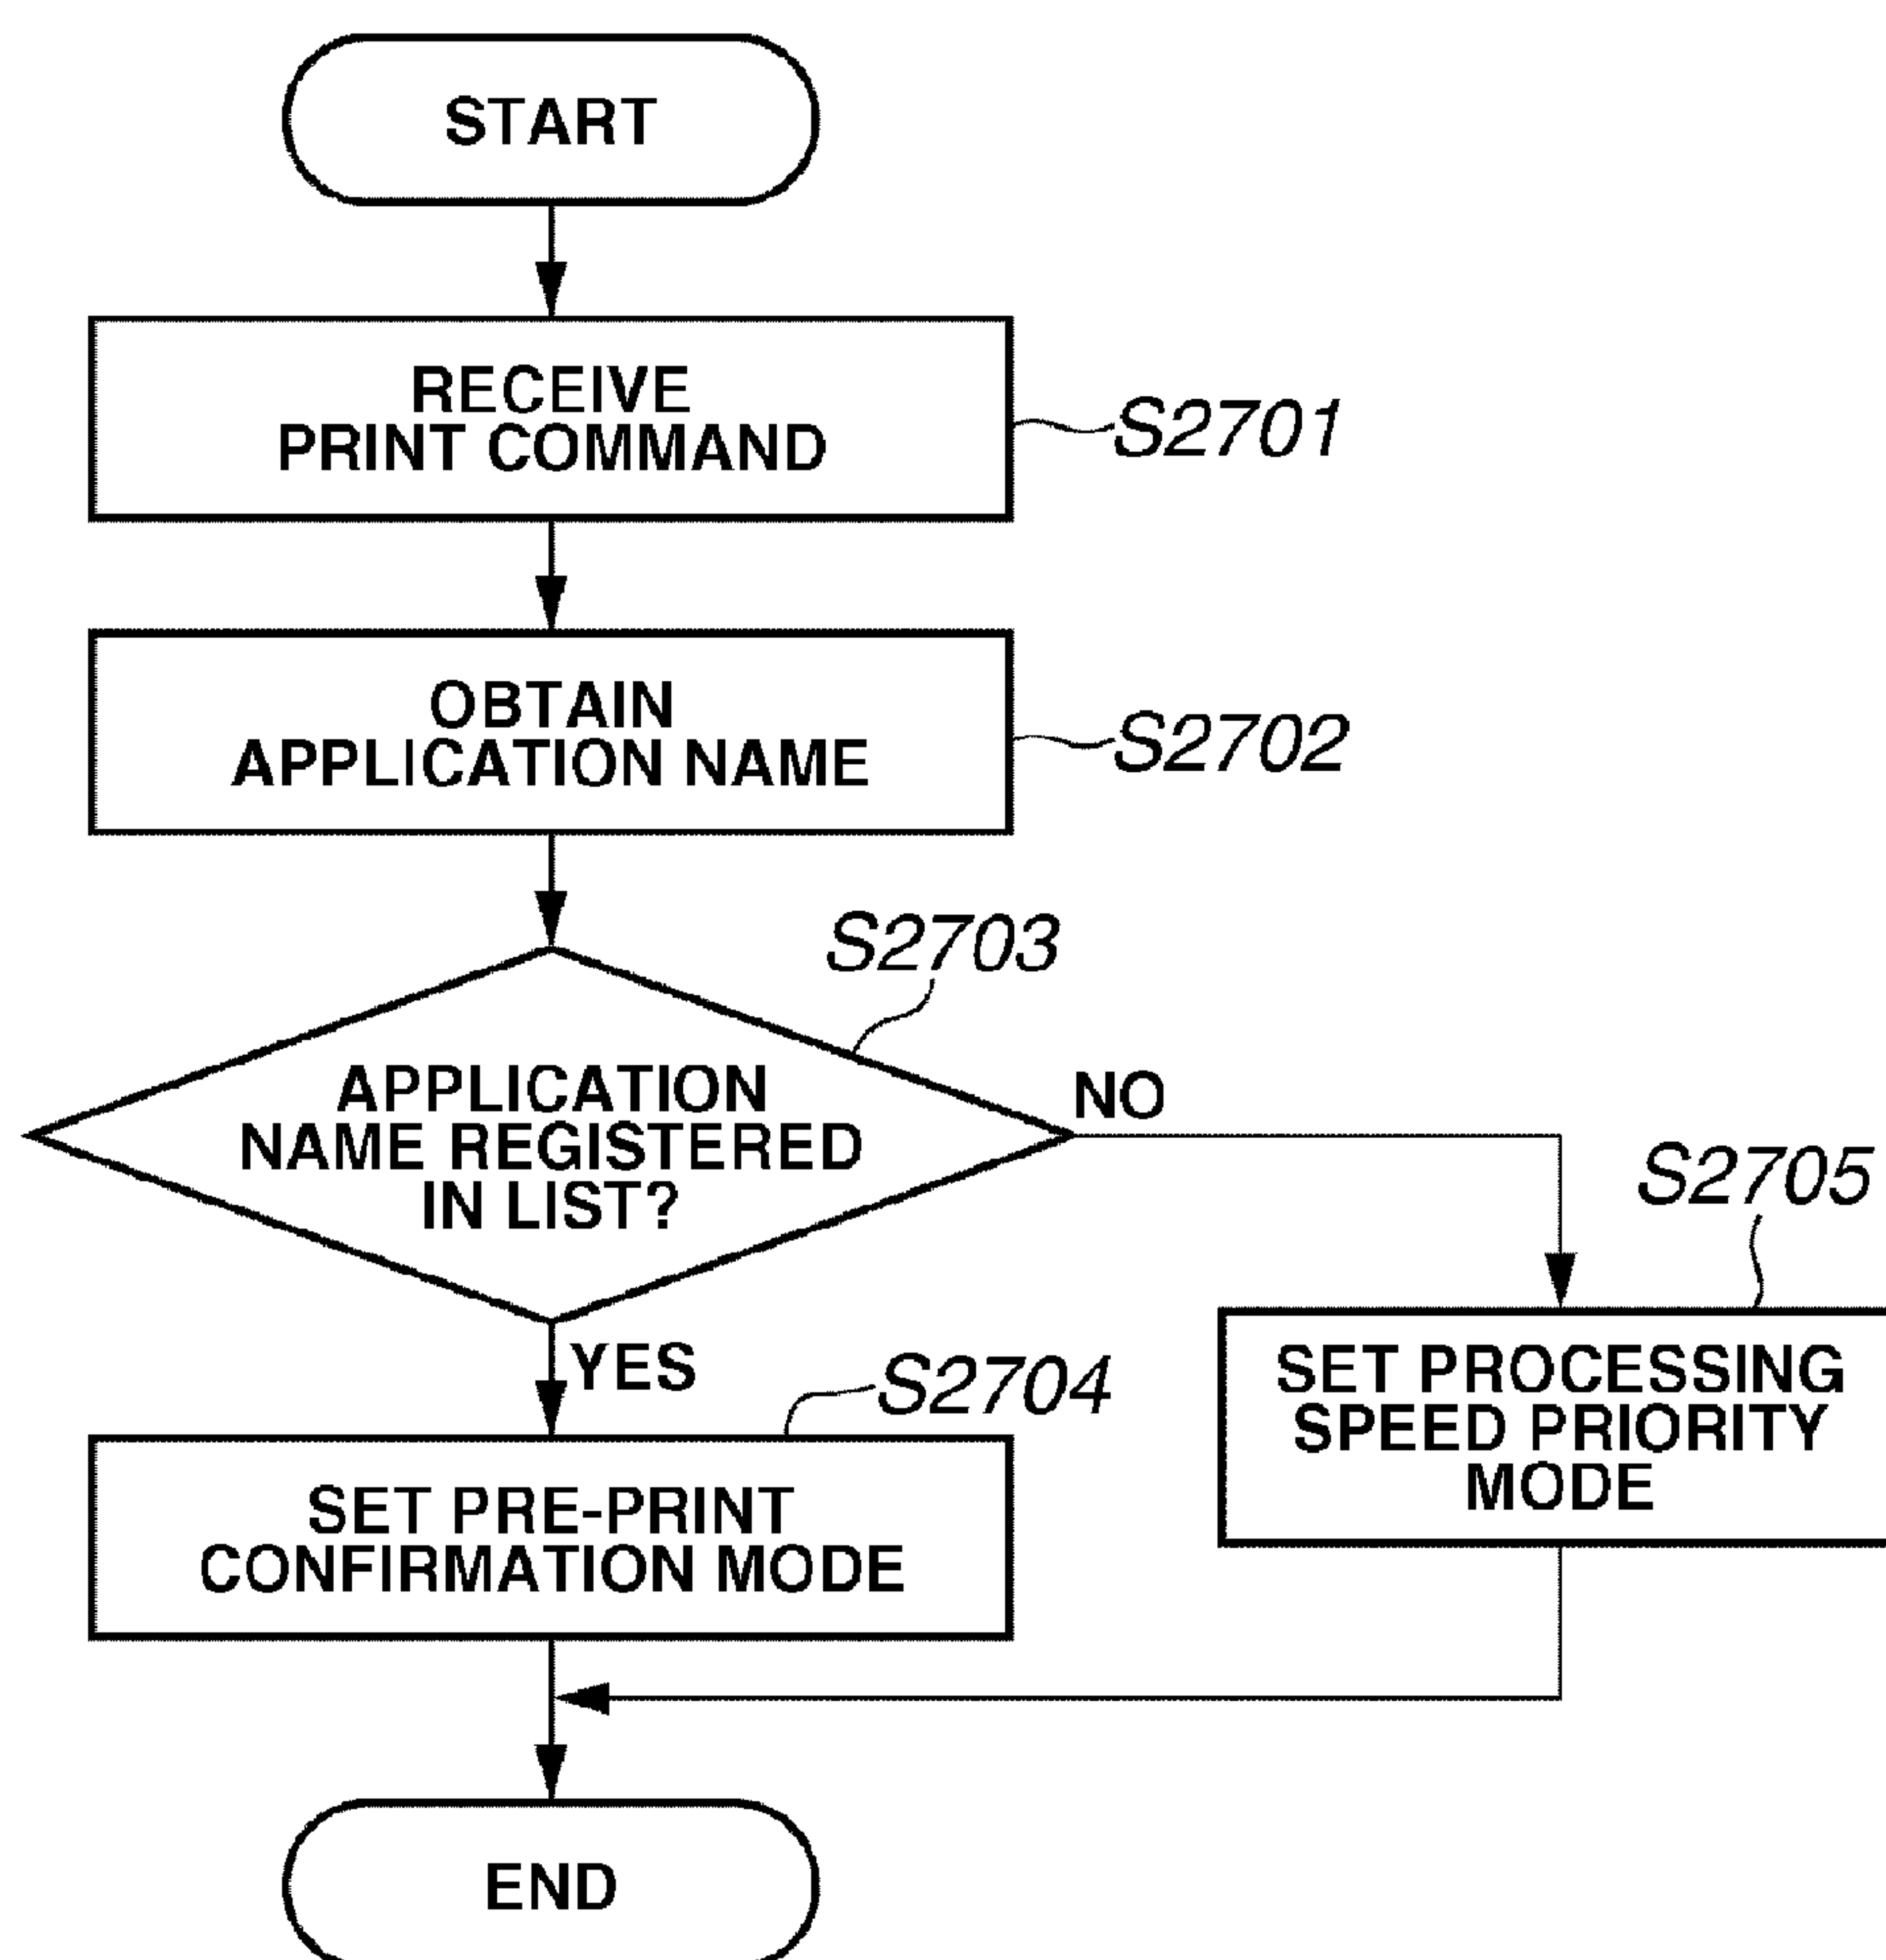 START
RECEIVE
PRINT COMMAND
S2701
OBTAIN
APPLICATION NAME
S2702
S2703
APPLICATION
NAME REGISTERED
IN LIST?
NO
S2705
YES
S2704
SET PROCESSING
SPEED PRIORITY
MODE
SET PRE-PRINT
CONFIRMATION MODE
END